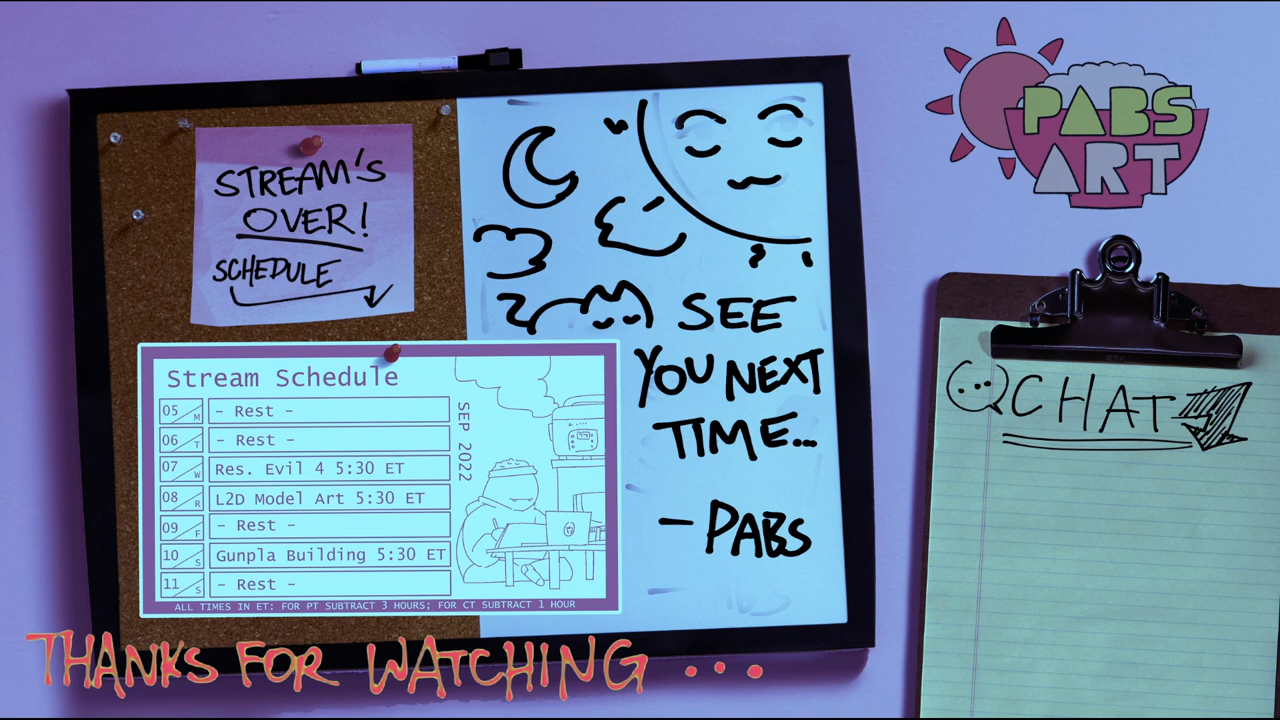 STREAM'S
OVER!
SCHEDULE
Stream Schedule
SEP 2022
05 M - Rest -
06 T - Rest -
07 W Res. Evil 4 5:30 ET
08 R L2D Model Art 5:30 ET
09 F - Rest -
10 S Gunpla Building 5:30 ET
11 S - Rest -
ALL TIMES IN ET: FOR PT SUBTRACT 3 HOURS; FOR CT SUBTRACT 1 HOUR
SEE
YOU NEXT
TIME...
- PABS
PABS
ART
CHAT
THANKS FOR WATCHING ...